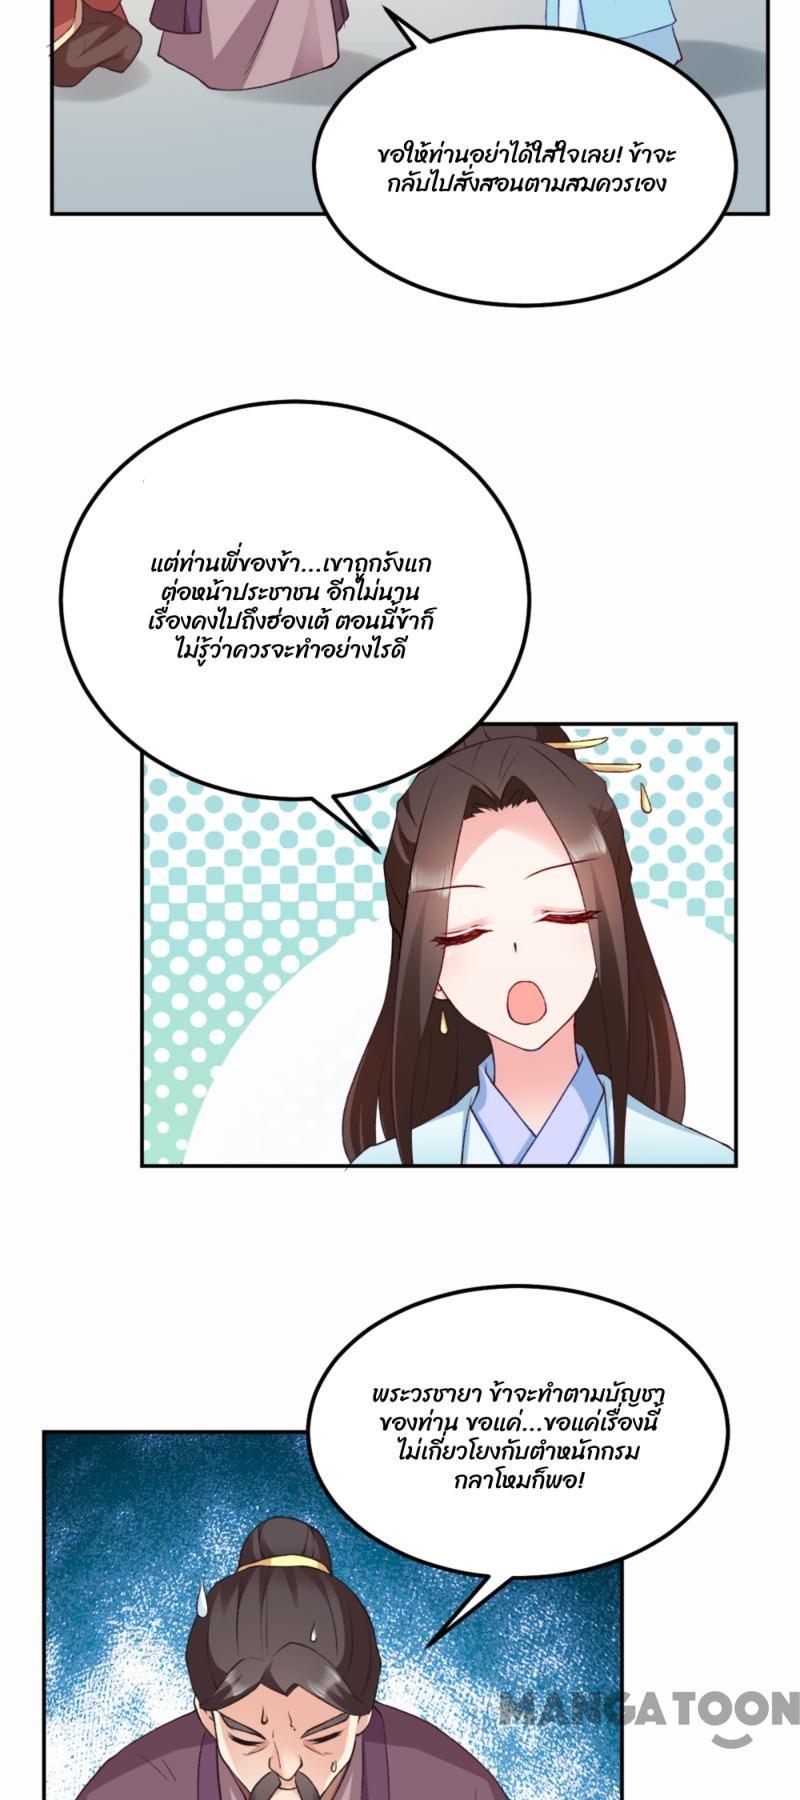 ขอให้ท่านอย่าได้ใส่ใจเลย! ข้าจะ
กลับไปสั่งสอนตามสมควรเอง
แต่ท่านพี่ของข้า...เขาถูกรังแก
ต่อหน้าประชาชน อีกไม่นาน
เรื่องคงไปถึงฮ่องเต้ ตอนนี้ข้าก็
ไม่รู้ว่าควรจะทำอย่างไรดี
พระวรชายา ข้าจะทำตามบัญชา
ของท่าน ขอแค่...ขอแค่เรื่องนี้
ไม่เกี่ยวโยงกับตำหนักกรม
กลาโหมก็พอ!
MANGATOON